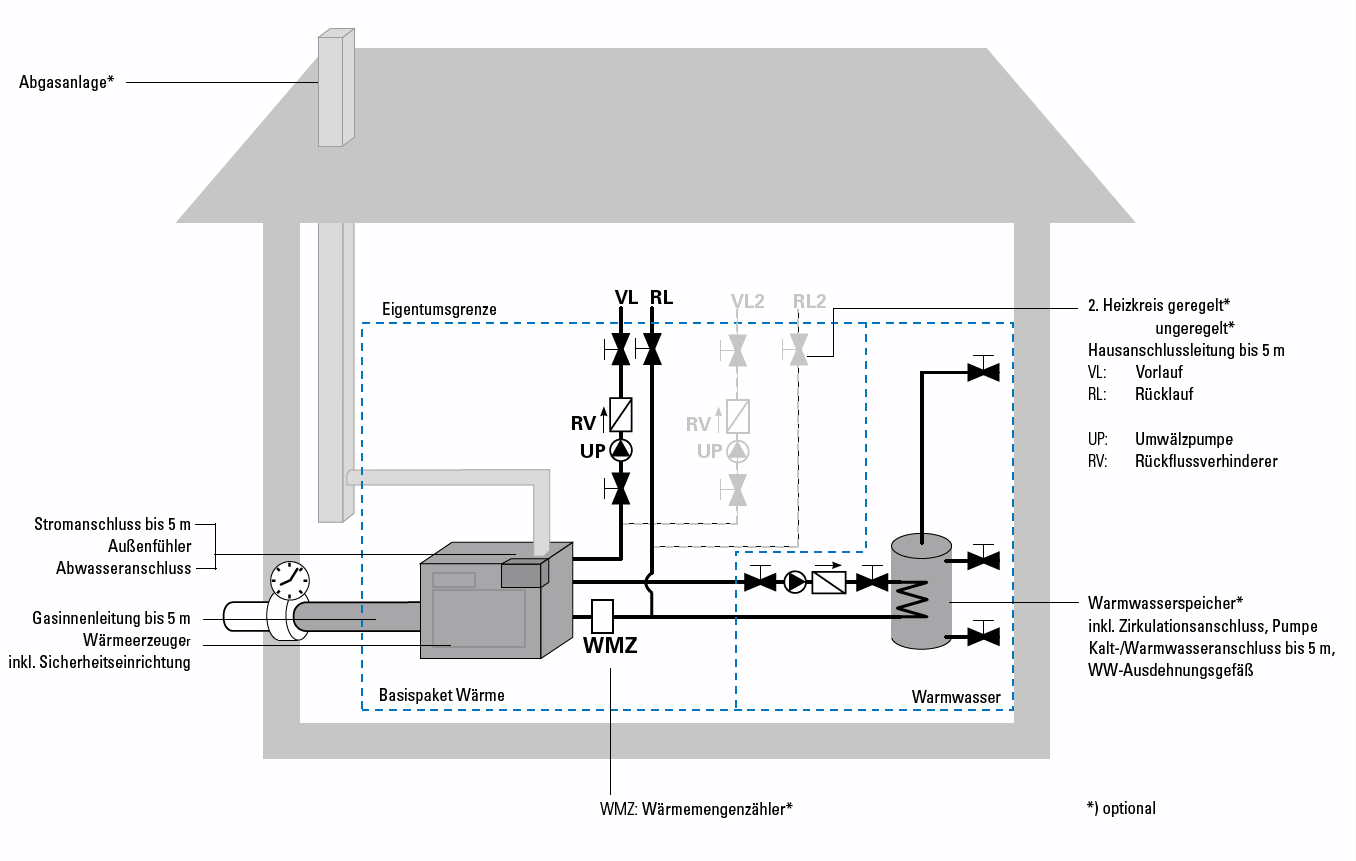 Abgasanlage*
Eigentumsgrenze
VL RL
VL2 RL2
2. Heizkreis geregelt*
ungeregelt*
Hausanschlussleitung bis 5 m
VL: Vorlauf
RL: Rücklauf
UP: Umwälzpumpe
RV: Rückflussverhinderer
RV
UP
RV
UP
Stromanschluss bis 5 m
Außenfühler
Abwasseranschluss
Gasinnenleitung bis 5 m
Wärmeerzeuger
inkl. Sicherheitseinrichtung
WMZ
Basispaket Wärme
Warmwasser
Warmwasserspeicher*
inkl. Zirkulationsanschluss, Pumpe
Kalt-/Warmwasseranschluss bis 5 m,
WW-Ausdehnungsgefäß
WMZ: Wärmemengenzähler*
*) optional